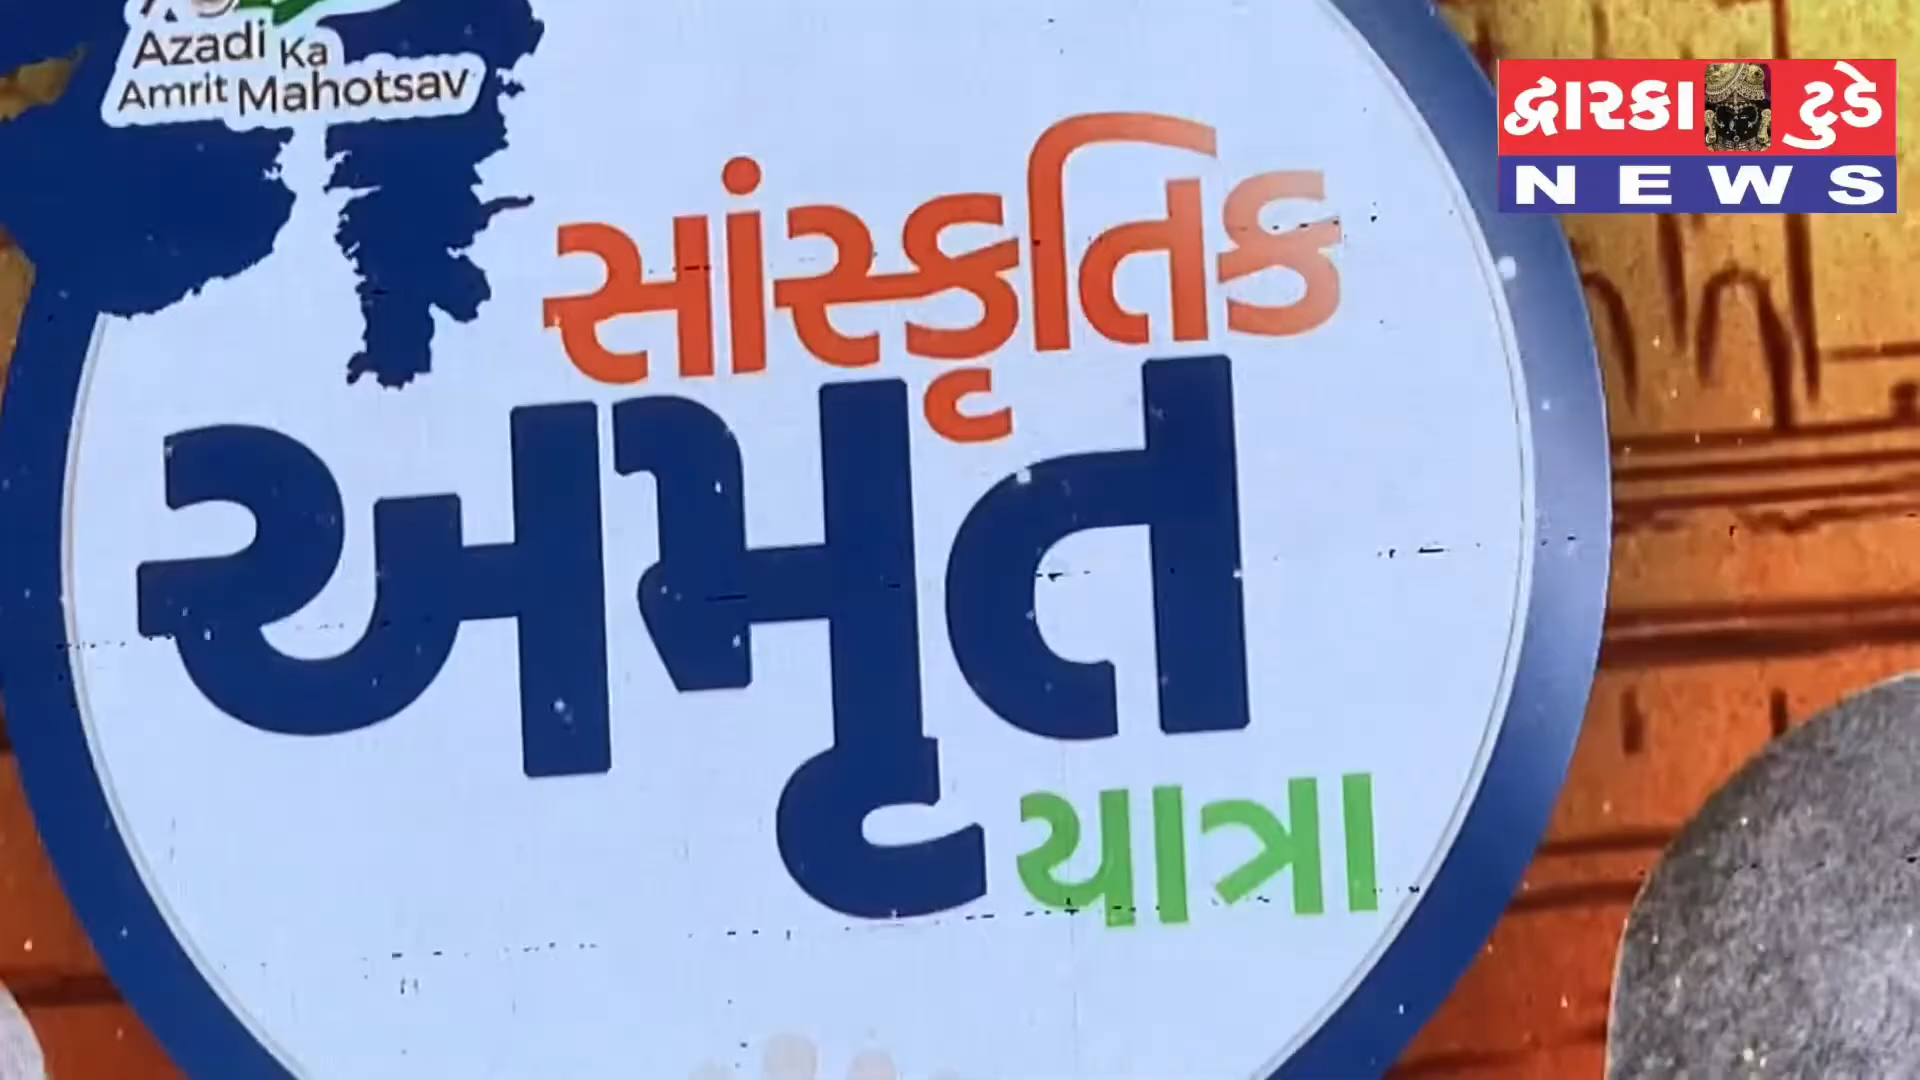 Azadi Ka
Amrit Mahotsav
સાંસ્કૃતિક
અમૃત
યાત્રા
દ્વારકા ટુડે
NEWS